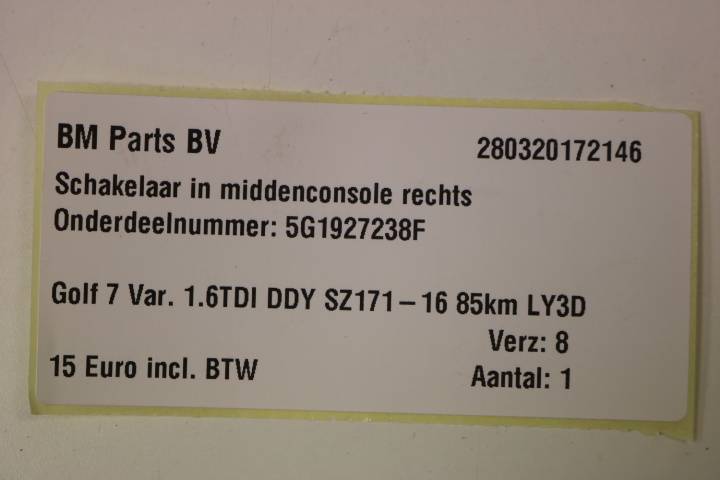 BM Parts BV 280320172146
Schakelaar in middenconsole rechts
Onderdeelnummer: 5G1927238F
Golf 7 Var. 1.6TDI DDY SZ171-16 85km LY3D
Verz: 8
15 Euro incl. BTW Aantal: 1